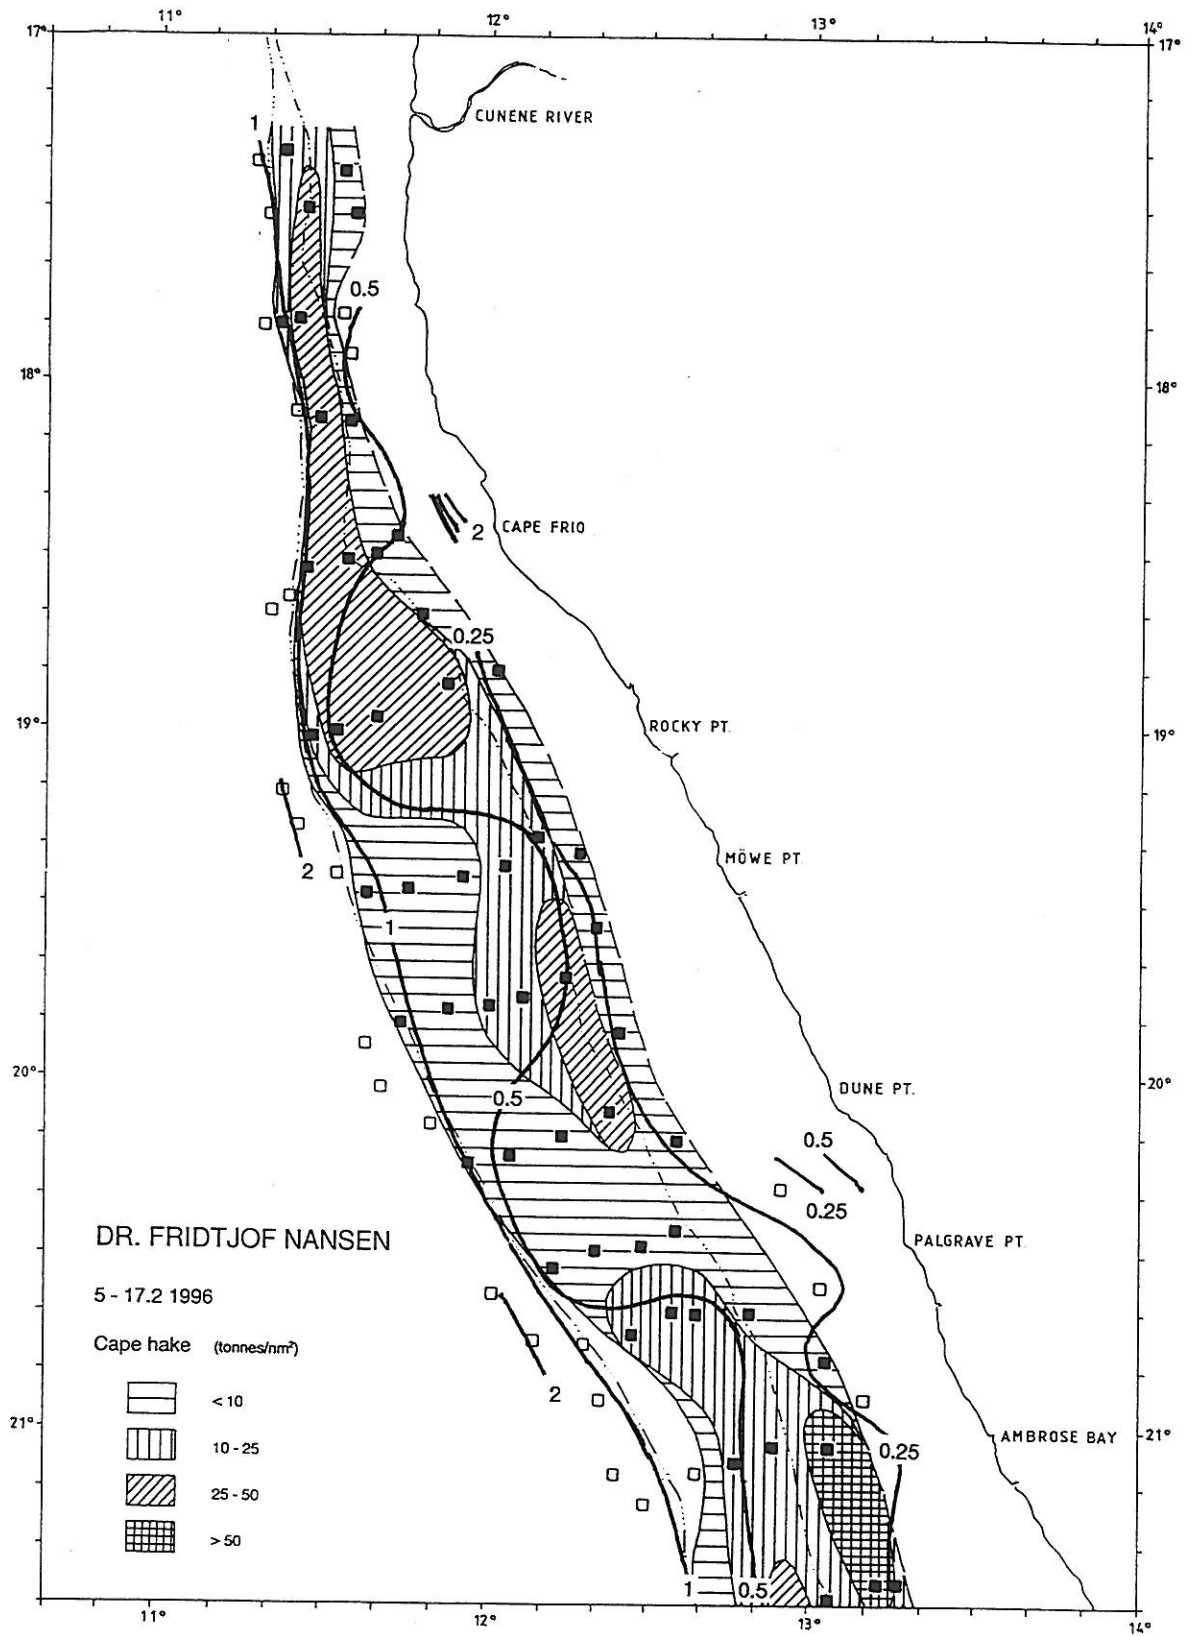 11° 12° 13° 14°
17° 17°
CUNENE RIVER
1
0.5
18° 18°
2 CAPE FRIO
0.25
19° ROCKY PT. 19°
MÖWE PT.
2
1
20° 20°
DUNE PT.
0.5
0.5
0.25
PALGRAVE PT.
DR. FRIDTJOF NANSEN
5 - 17.2 1996
Cape hake (tonnes/nm²)
2
< 10
21° AMBROSE BAY 21°
10 - 25
0.25
25 - 50
> 50
1 0.5
11° 12° 13° 14°